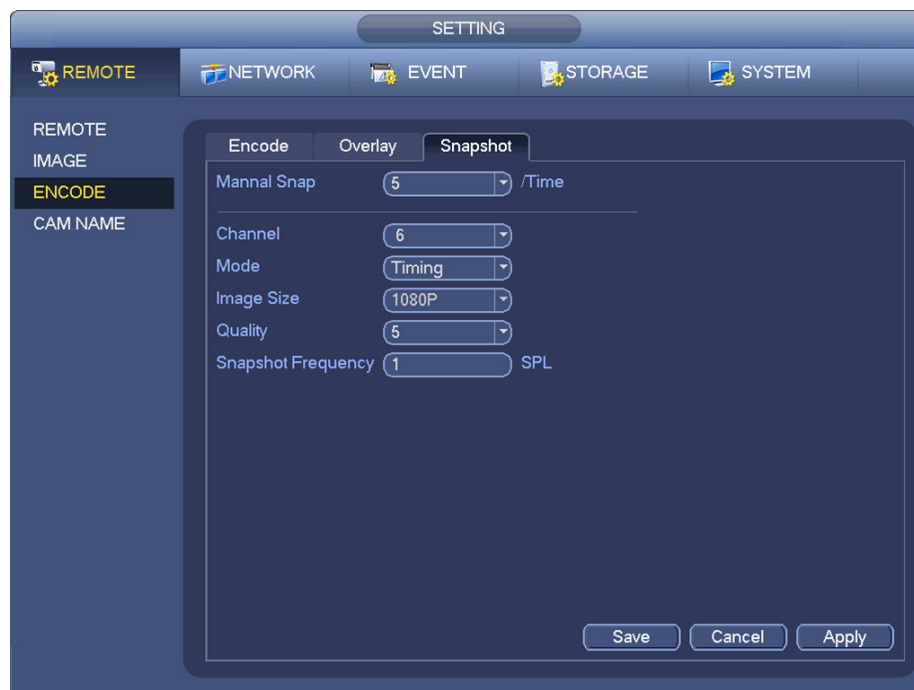 SETTING
REMOTE NETWORK EVENT STORAGE SYSTEM
REMOTE
IMAGE
ENCODE
CAM NAME
Encode Overlay Snapshot
Mannal Snap 5 /Time
Channel 6
Mode Timing
Image Size 1080P
Quality 5
Snapshot Frequency 1 SPL
Save Cancel Apply